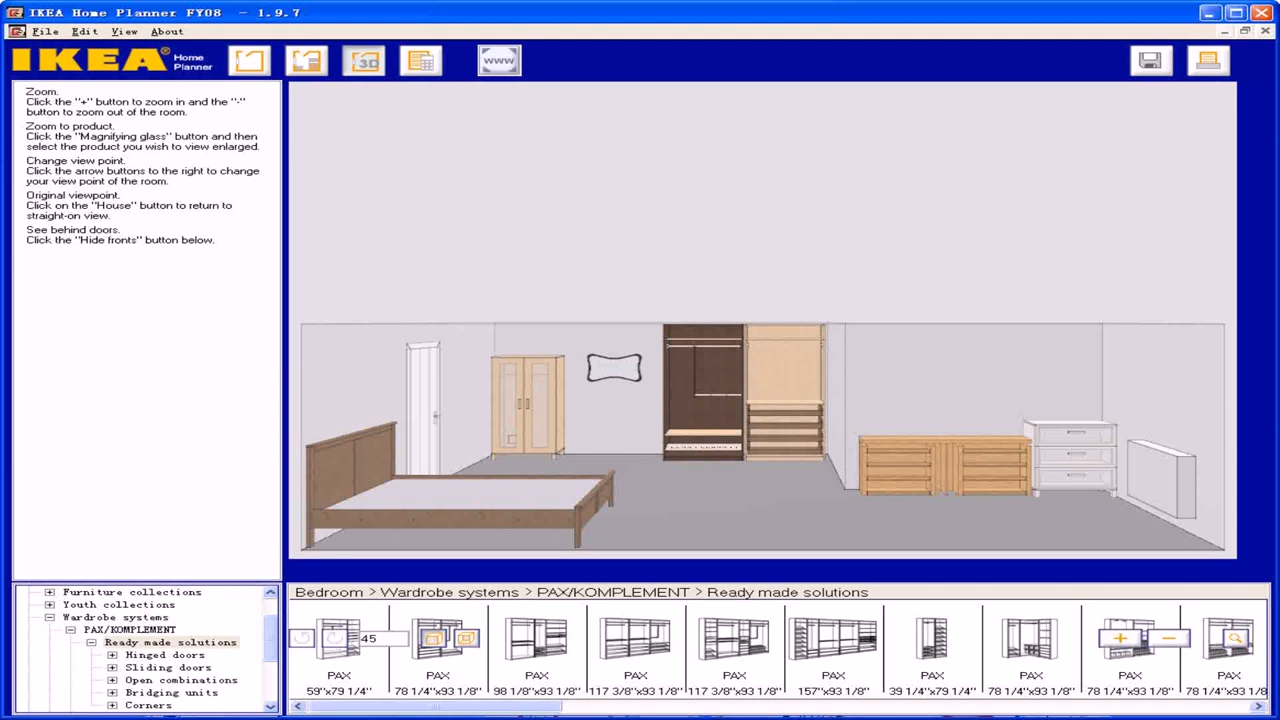 IKEA Home Planner FY08 - 1.9.7
File Edit View About
IKEA® Home Planner
3D
WWW
Zoom.
Click the "+" button to zoom in and the "-"
button to zoom out of the room.
Zoom to product.
Click the "Magnifying glass" button and then
select the product you wish to view enlarged.
Change view point.
Click the arrow buttons to the right to change
your view point of the room.
Original viewpoint.
Click on the "House" button to return to
straight-on view.
See behind doors.
Click the "Hide fronts" button below.
Furniture collections
Youth collections
Wardrobe systems
PAX/KOMPLEMENT
Ready made solutions
Hinged doors
Sliding doors
Open combinations
Bridging units
Corners
Bedroom > Wardrobe systems > PAX/KOMPLEMENT > Ready made solutions
45
PAX PAX PAX PAX PAX PAX PAX PAX PAX PAX
59"x79 1/4" 78 1/4"x93 1/8" 98 1/8"x93 1/8" 117 3/8"x93 1/8" 117 3/8"x93 1/8" 157"x93 1/8" 39 1/4"x79 1/4" 78 1/4"x93 1/8" 78 1/4"x93 1/8" 78 1/4"x93 1/8